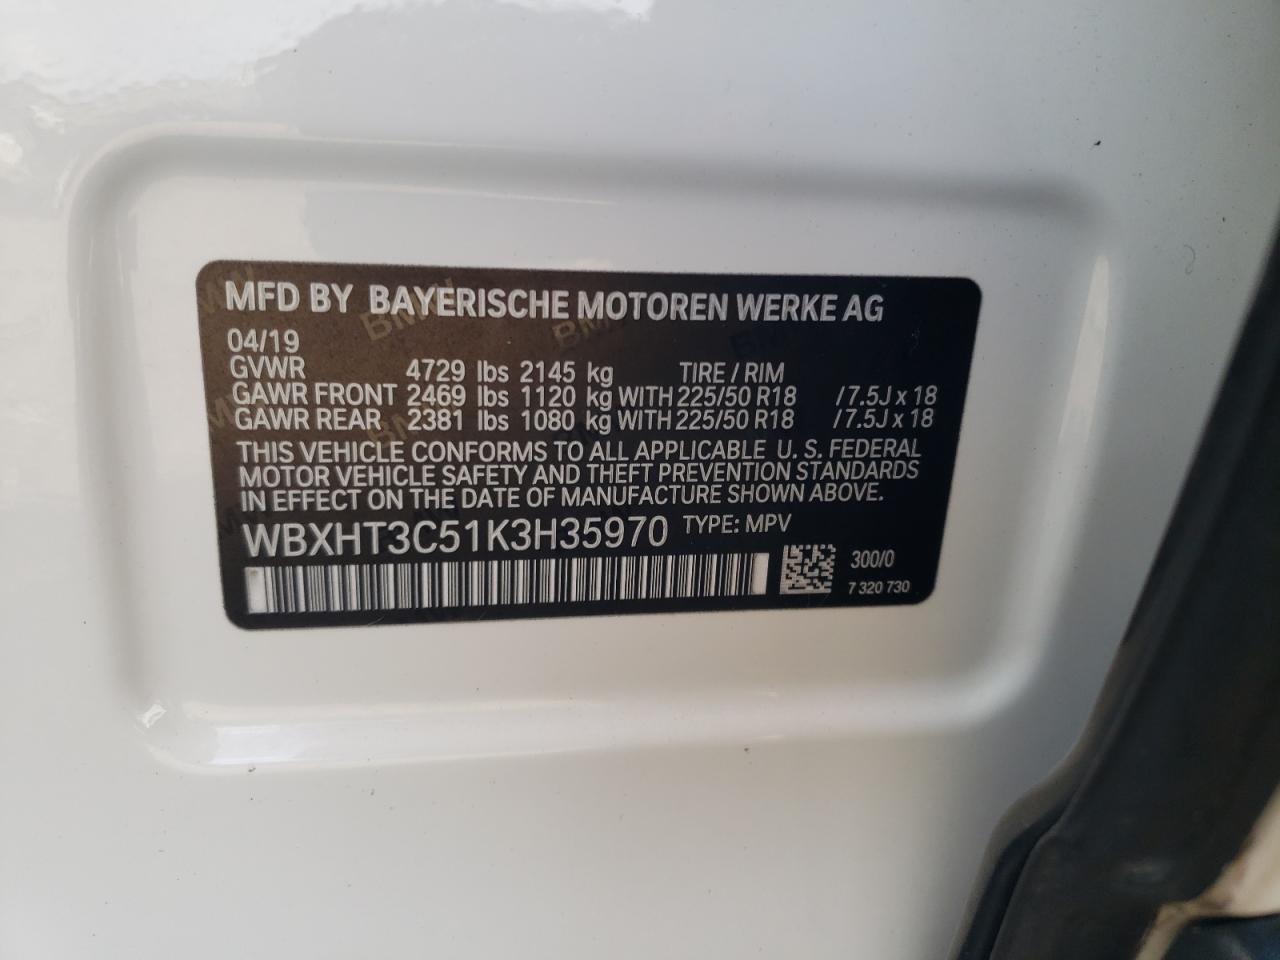 MFD BY BAYERISCHE MOTOREN WERKE AG
04/19
GVWR 4729 lbs 2145 kg TIRE / RIM
GAWR FRONT 2469 lbs 1120 kg WITH 225/50 R18 /7.5J x 18
GAWR REAR 2381 lbs 1080 kg WITH 225/50 R18 /7.5J x 18
THIS VEHICLE CONFORMS TO ALL APPLICABLE U. S. FEDERAL
MOTOR VEHICLE SAFETY AND THEFT PREVENTION STANDARDS
IN EFFECT ON THE DATE OF MANUFACTURE SHOWN ABOVE.
WBXHT3C51K3H35970 TYPE: MPV
300/0
7 320 730